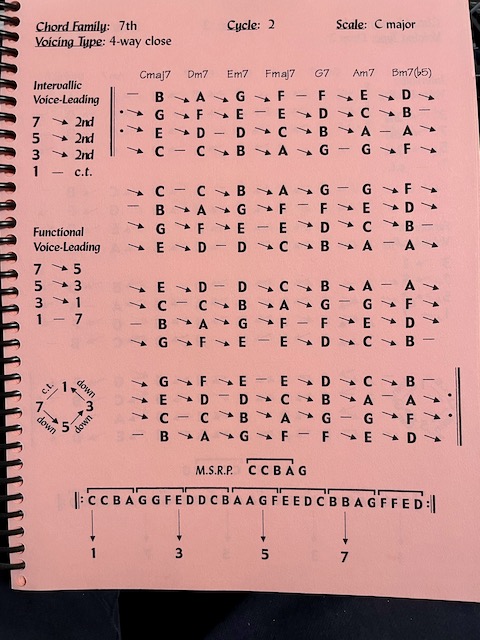 Chord Family: 7th Cycle: 2 Scale: C major
Voicing Type: 4-way close
Cmaj7 Dm7 Em7 Fmaj7 G7 Am7 Bm7(♭5)
Intervallic
Voice-Leading
7 ↘ 2nd
5 ↘ 2nd
3 ↘ 2nd
1 — c.t.
— B ↘ A ↘ G ↘ F — F ↘ E ↘ D ↘
↘ G ↘ F ↘ E — E ↘ D ↘ C ↘ B —
↘ E ↘ D — D ↘ C ↘ B ↘ A — A ↘
↘ C — C ↘ B ↘ A ↘ G — G ↘ F ↘
↘ C — C ↘ B ↘ A ↘ G — G ↘ F ↘
— B ↘ A ↘ G ↘ F — F ↘ E ↘ D ↘
↘ G ↘ F ↘ E — E ↘ D ↘ C ↘ B —
↘ E ↘ D — D ↘ C ↘ B ↘ A — A ↘
Functional
Voice-Leading
7 ↘ 5
5 ↘ 3
3 ↘ 1
1 — 7
↘ E ↘ D — D ↘ C ↘ B ↘ A — A ↘
↘ C — C ↘ B ↘ A ↘ G — G ↘ F ↘
— B ↘ A ↘ G ↘ F — F ↘ E ↘ D ↘
↘ G ↘ F ↘ E — E ↘ D ↘ C ↘ B —
↘ G ↘ F ↘ E — E ↘ D ↘ C ↘ B —
↘ E ↘ D — D ↘ C ↘ B ↘ A — A ↘
↘ C — C ↘ B ↘ A ↘ G — G ↘ F ↘
— B ↘ A ↘ G ↘ F — F ↘ E ↘ D ↘
c.t. 1 down
7 3
down 5 down
M.S.R.P. C C B A G
C C B A G G F E D D C B A A G F E E D C B B A G F F E D
1 3 5 7